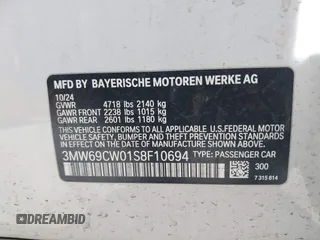 MFD BY BAYERISCHE MOTOREN WERKE AG
10/24
GVWR 4718 lbs 2140 kg
GAWR FRONT 2238 lbs 1015 kg
GAWR REAR 2601 lbs 1180 kg
THIS VEHICLE CONFORMS TO ALL APPLICABLE
FEDERAL MOTOR VEHICLE SAFETY, BUMPER,
AND THEFT PREVENTION STANDARDS IN EFFECT
ON THE DATE OF MANUFACTURE SHOWN ABOVE.
3MW69CW01S8F10694 TYPE: PASSENGER CAR
300
7 315 814
DREAMBID